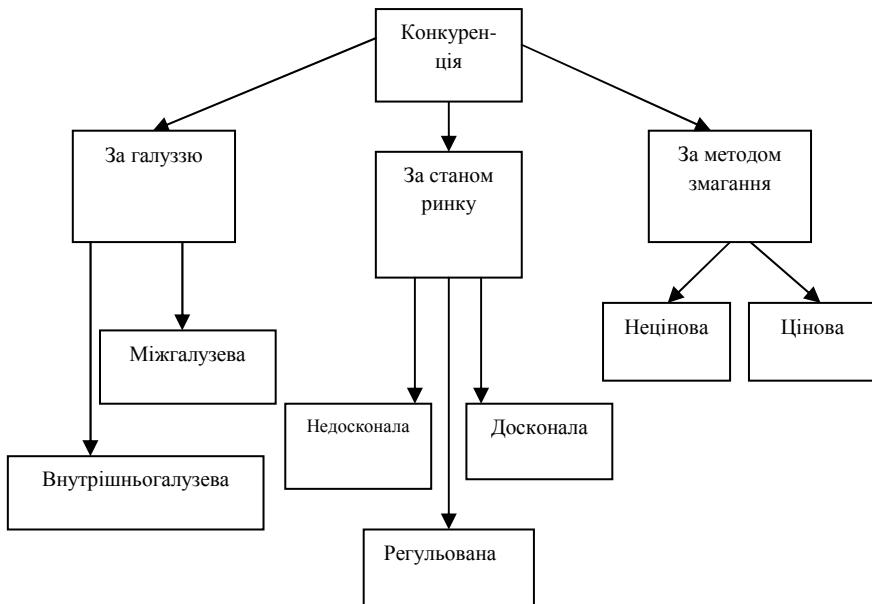 Конкурен-
ція
За галуззю
За станом
ринку
За методом
змагання
Нецінова
Цінова
Міжгалузева
Недосконала
Досконала
Внутрішньогалузева
Регульована